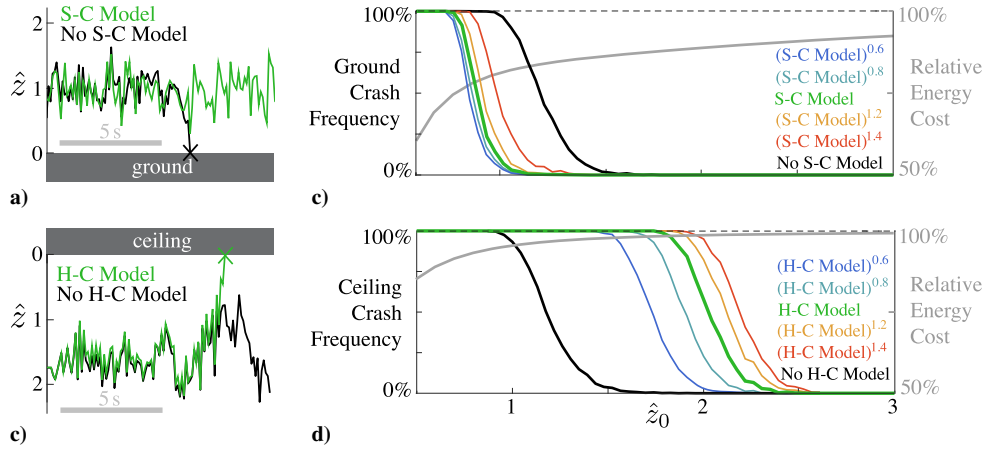 2
S-C Model
No S-C Model
ẑ
1
5 s
0
ground
a)
100%
Ground
Crash
Frequency
0%
(S-C Model)^0.6
(S-C Model)^0.8
S-C Model
(S-C Model)^1.2
(S-C Model)^1.4
No S-C Model
100%
Relative
Energy
Cost
50%
c)
ceiling
0
H-C Model
No H-C Model
ẑ
1
2
5 s
c)
100%
Ceiling
Crash
Frequency
0%
(H-C Model)^0.6
(H-C Model)^0.8
H-C Model
(H-C Model)^1.2
(H-C Model)^1.4
No H-C Model
100%
Relative
Energy
Cost
50%
1
ẑ₀
2
3
d)